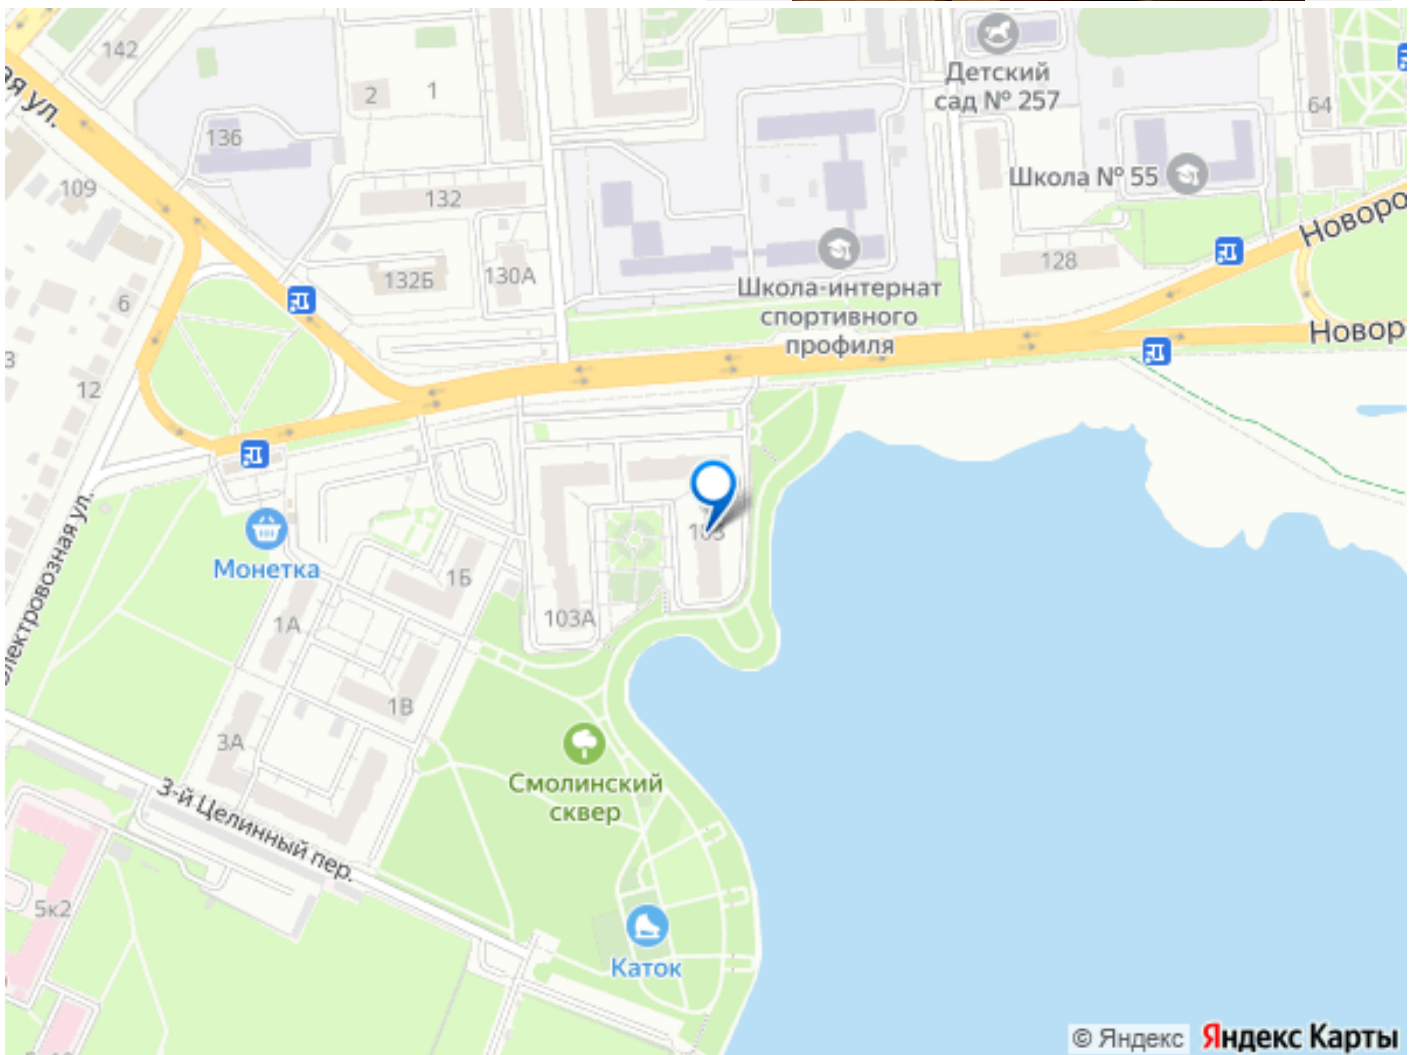 142
ая ул.
2
1
136
Детский
сад № 257
64
109
132
Школа № 55
Новоро
132Б
130А
128
6
Школа-интернат
спортивного
профиля
Новор
3
12
Монетка
1Б
103
103А
лектровозная ул.
1А
1В
3А
Смолинский
сквер
3-й Целинный пер.
5к2
Каток
© Яндекс
Яндекс Карты